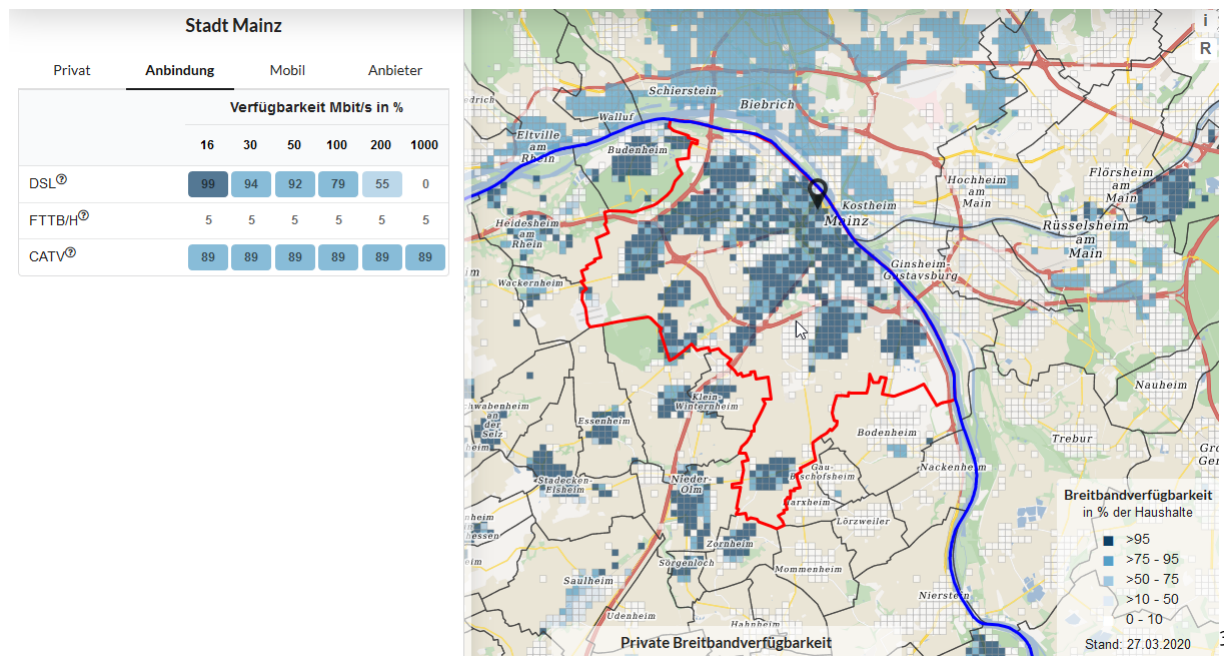 Stadt Mainz
Privat Anbindung Mobil Anbieter
Verfügbarkeit Mbit/s in %
16 30 50 100 200 1000
DSL 99 94 92 79 55 0
FTTB/H 5 5 5 5 5 5
CATV 89 89 89 89 89 89
i
R
Schierstein
Biebrich
Walluf
Eltville
am
Rhein
Budenheim
Hochheim
am
Main
Flörsheim
am
Main
Kostheim
Mainz
Rüsselsheim
am
Main
Heidesheim
am
Rhein
Ginsheim-
Gustavsburg
Wackernheim
Nauheim
Klein-
Winternheim
Essenheim
Bodenheim
Trebur
Nackenheim
Gau-
Bischofsheim
Stadecken-
Elsheim
Nieder-
Olm
Lörzweiler
Zornheim
Sörgenloch
Mommenheim
Saulheim
Nierstein
Udenheim
Hahnheim
Breitbandverfügbarkeit
in % der Haushalte
>95
>75 - 95
>50 - 75
>10 - 50
0 - 10
Stand: 27.03.2020
Private Breitbandverfügbarkeit